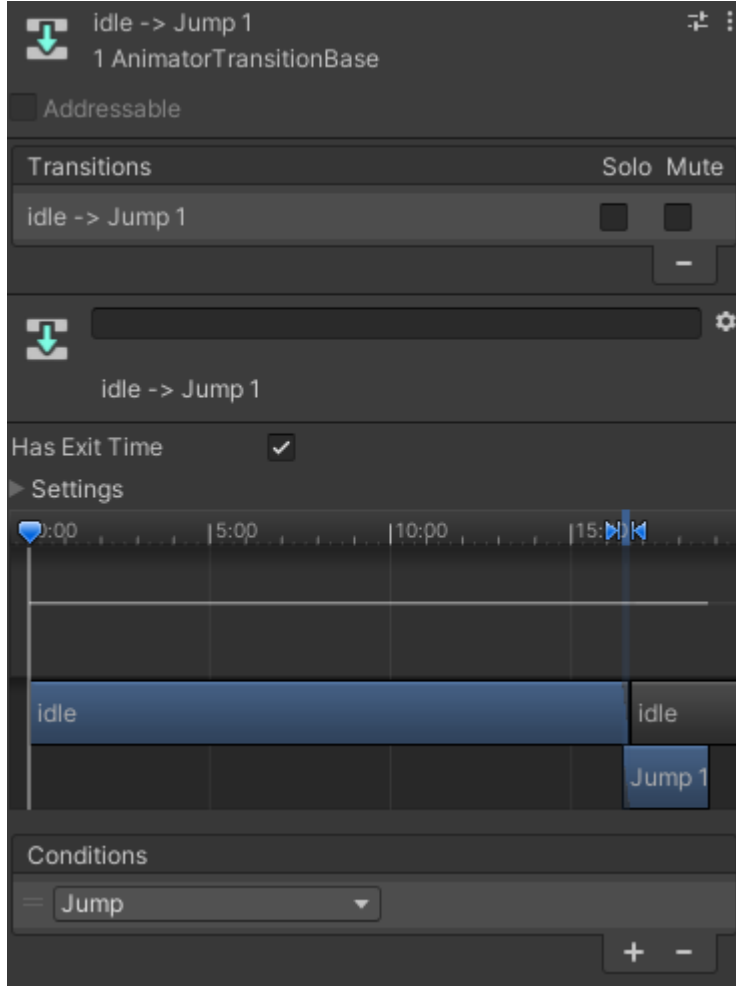 idle -> Jump 1
1 AnimatorTransitionBase
Addressable
Transitions Solo Mute
idle -> Jump 1
idle -> Jump 1
Has Exit Time
Settings
5:00 10:00
idle idle
Jump 1
Conditions
Jump